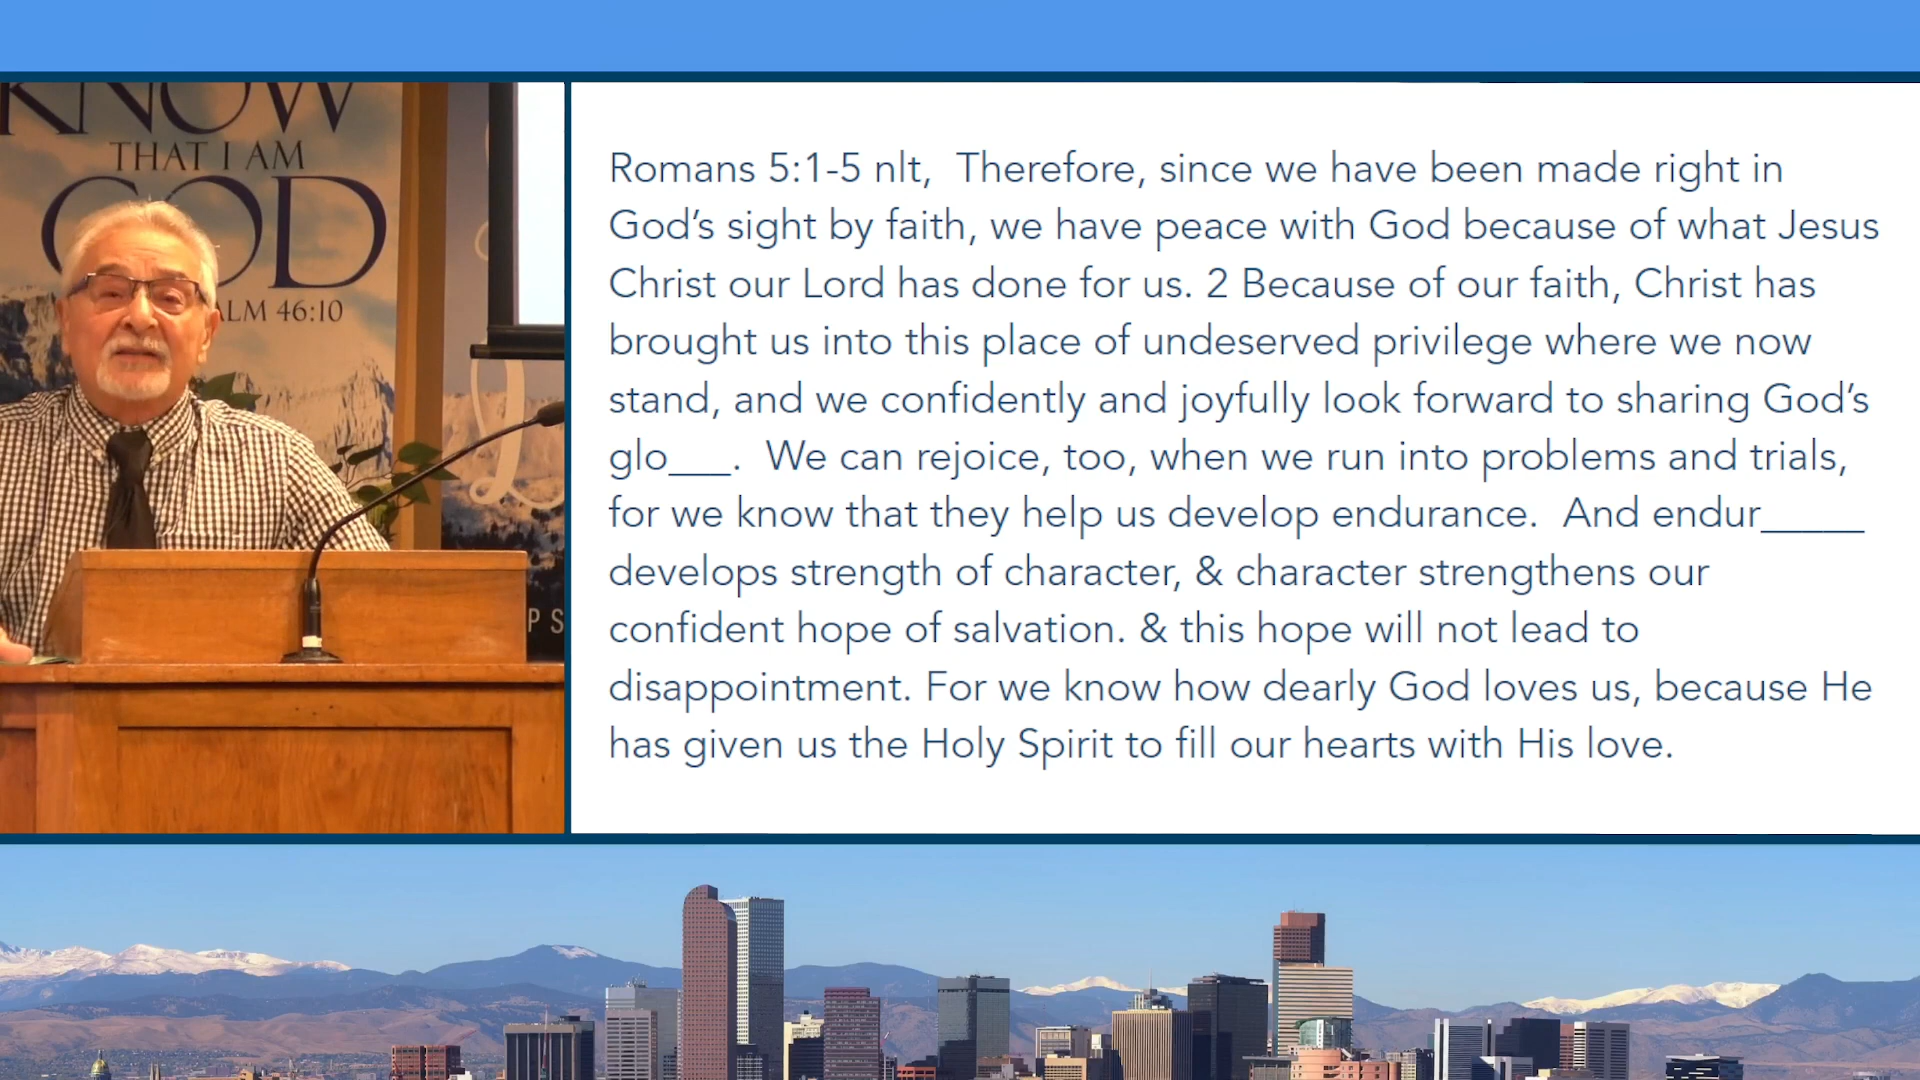 KNOW
THAT I AM
GOD
ALM 46:10
P S
Romans 5:1-5 nlt,  Therefore, since we have been made right in
God’s sight by faith, we have peace with God because of what Jesus
Christ our Lord has done for us. 2 Because of our faith, Christ has
brought us into this place of undeserved privilege where we now
stand, and we confidently and joyfully look forward to sharing God’s
glo___.  We can rejoice, too, when we run into problems and trials,
for we know that they help us develop endurance.  And endur_____
develops strength of character, & character strengthens our
confident hope of salvation. & this hope will not lead to
disappointment. For we know how dearly God loves us, because He
has given us the Holy Spirit to fill our hearts with His love.